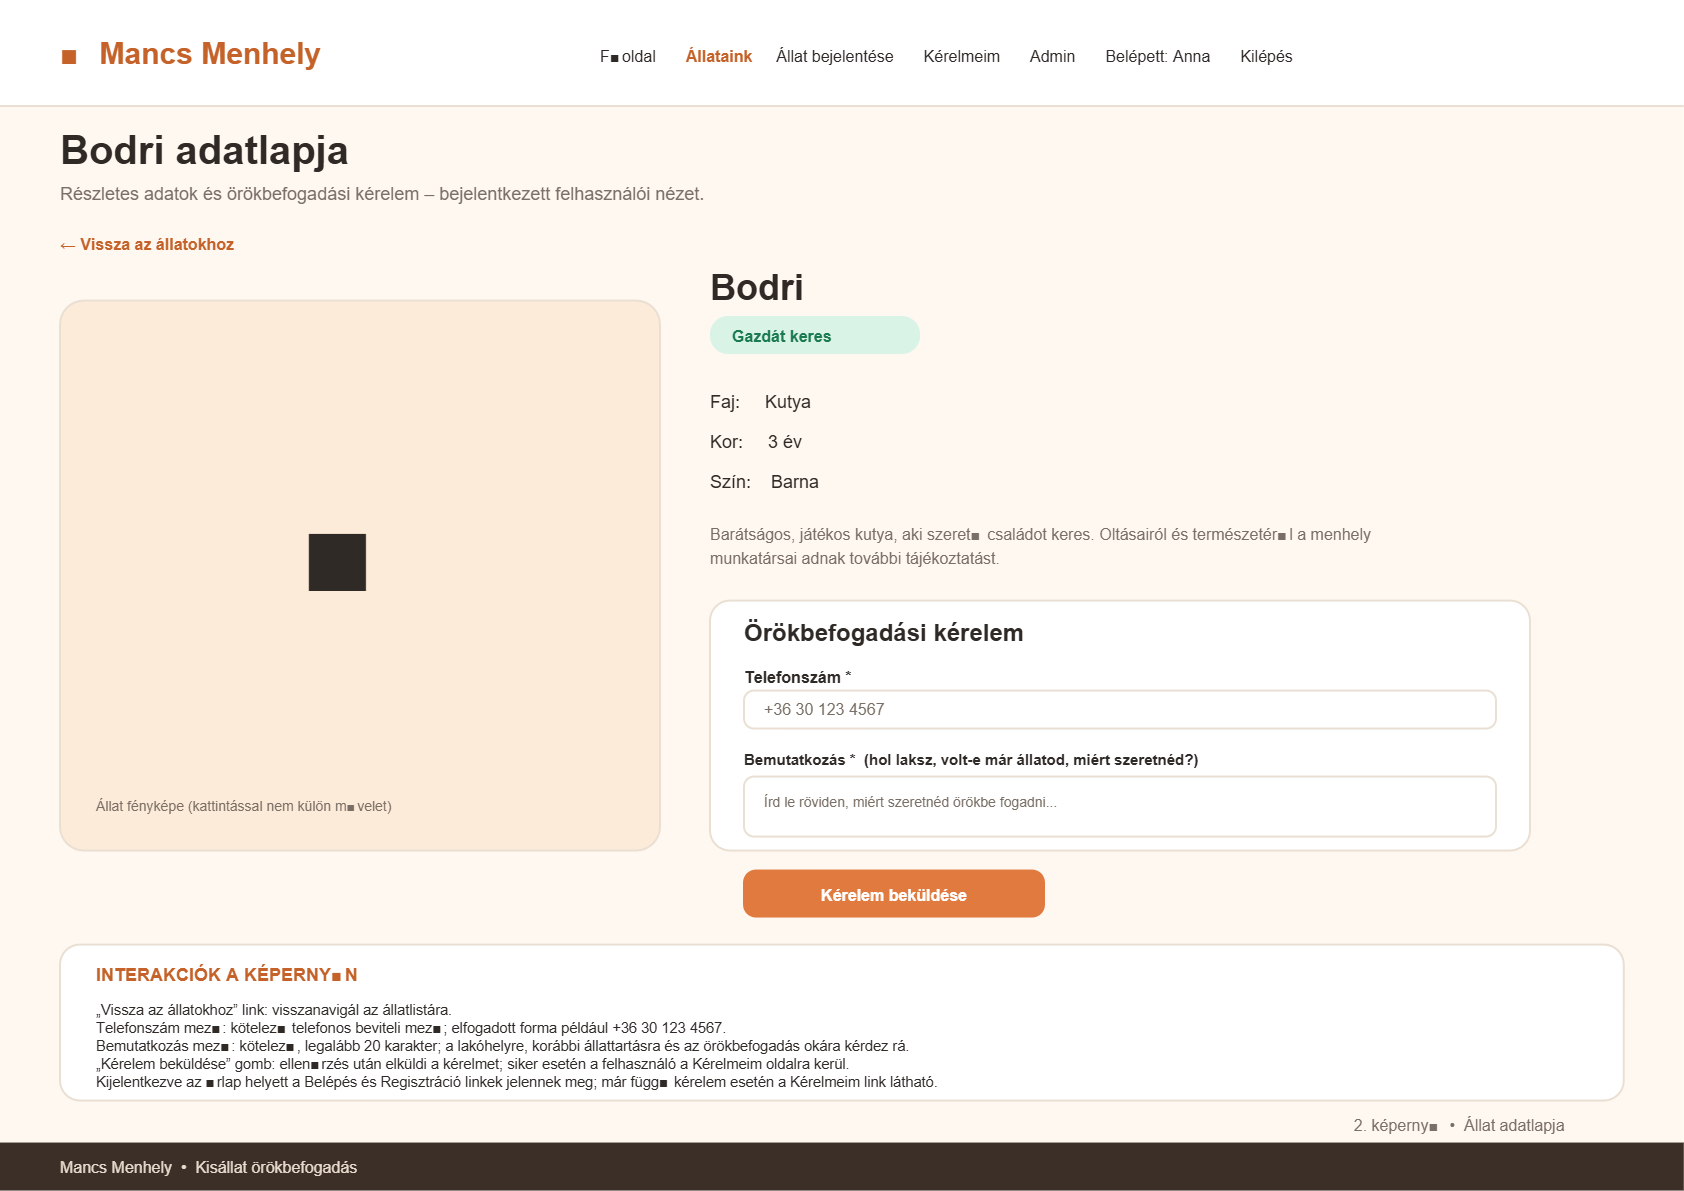 ■ Mancs Menhely
F■oldal Állataink Állat bejelentése Kérelmeim Admin Belépett: Anna Kilépés
Bodri adatlapja
Részletes adatok és örökbefogadási kérelem – bejelentkezett felhasználói nézet.
← Vissza az állatokhoz
Bodri
Gazdát keres
Faj: Kutya
Kor: 3 év
Szín: Barna
Barátságos, játékos kutya, aki szeret■ családot keres. Oltásairól és természetér■l a menhely
munkatársai adnak további tájékoztatást.
■
Állat fényképe (kattintással nem külön m■velet)
Örökbefogadási kérelem
Telefonszám *
+36 30 123 4567
Bemutatkozás * (hol laksz, volt-e már állatod, miért szeretnéd?)
Írd le röviden, miért szeretnéd örökbe fogadni...
Kérelem beküldése
INTERAKCIÓK A KÉPERNY■N
„Vissza az állatokhoz” link: visszanavigál az állatlistára.
Telefonszám mez■: kötelez■ telefonos beviteli mez■; elfogadott forma például +36 30 123 4567.
Bemutatkozás mez■: kötelez■, legalább 20 karakter; a lakóhelyre, korábbi állattartásra és az örökbefogadás okára kérdez rá.
„Kérelem beküldése” gomb: ellen■rzés után elküldi a kérelmet; siker esetén a felhasználó a Kérelmeim oldalra kerül.
Kijelentkezve az ■rlap helyett a Belépés és Regisztráció linkek jelennek meg; már függ■ kérelem esetén a Kérelmeim link látható.
2. képerny■ • Állat adatlapja
Mancs Menhely • Kisállat örökbefogadás